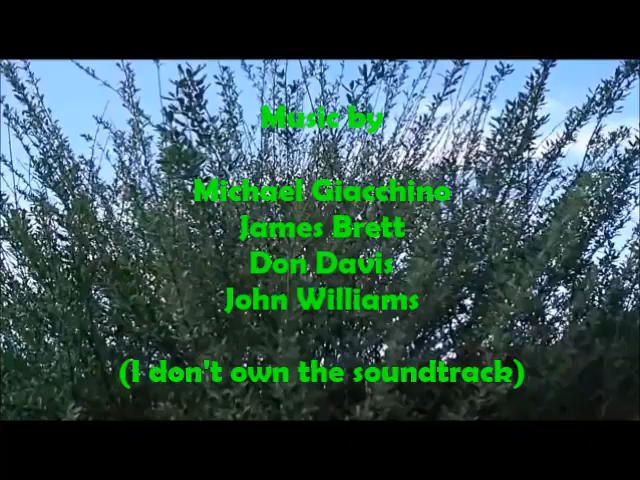 Music by
Michael Giacchino
James Brett
Don Davis
John Williams
(I don't own the soundtrack)